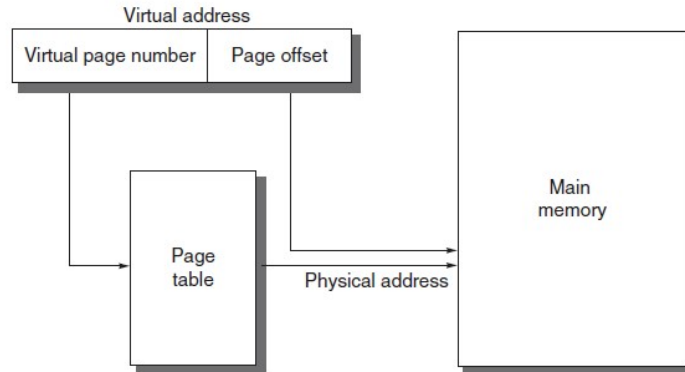 Virtual address
Virtual page number
Page offset
Page
table
Physical address
Main
memory